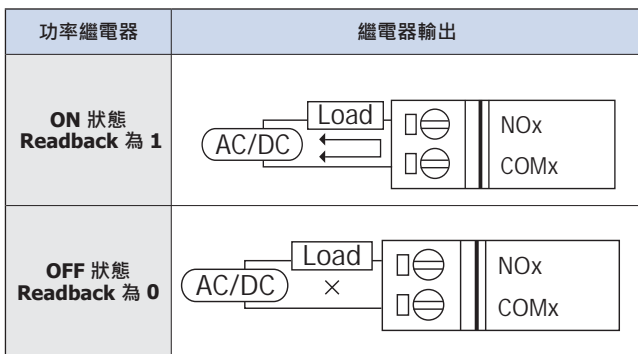 功率繼電器
繼電器輸出
ON 狀態
Readback 為 1
Load
AC/DC
NOx
COMx
OFF 狀態
Readback 為 0
Load
AC/DC
×
NOx
COMx